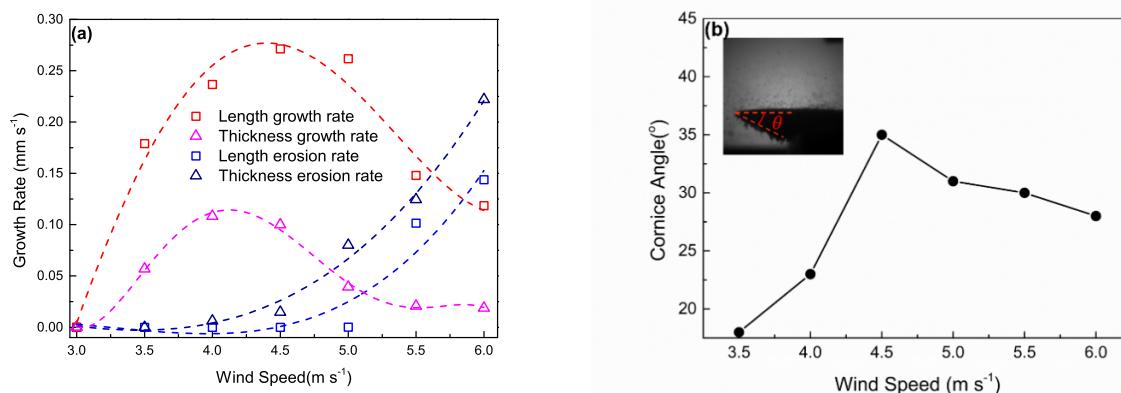 (a)
0.30
0.25
0.20
0.15
0.10
0.05
0.00
Growth Rate (mm s⁻¹)
Length growth rate
Thickness growth rate
Length erosion rate
Thickness erosion rate
3.0 3.5 4.0 4.5 5.0 5.5 6.0
Wind Speed(m s⁻¹)
(b)
45
40
35
30
25
20
Cornice Angle(°)
θ
3.5 4.0 4.5 5.0 5.5 6.0
Wind Speed (m s⁻¹)